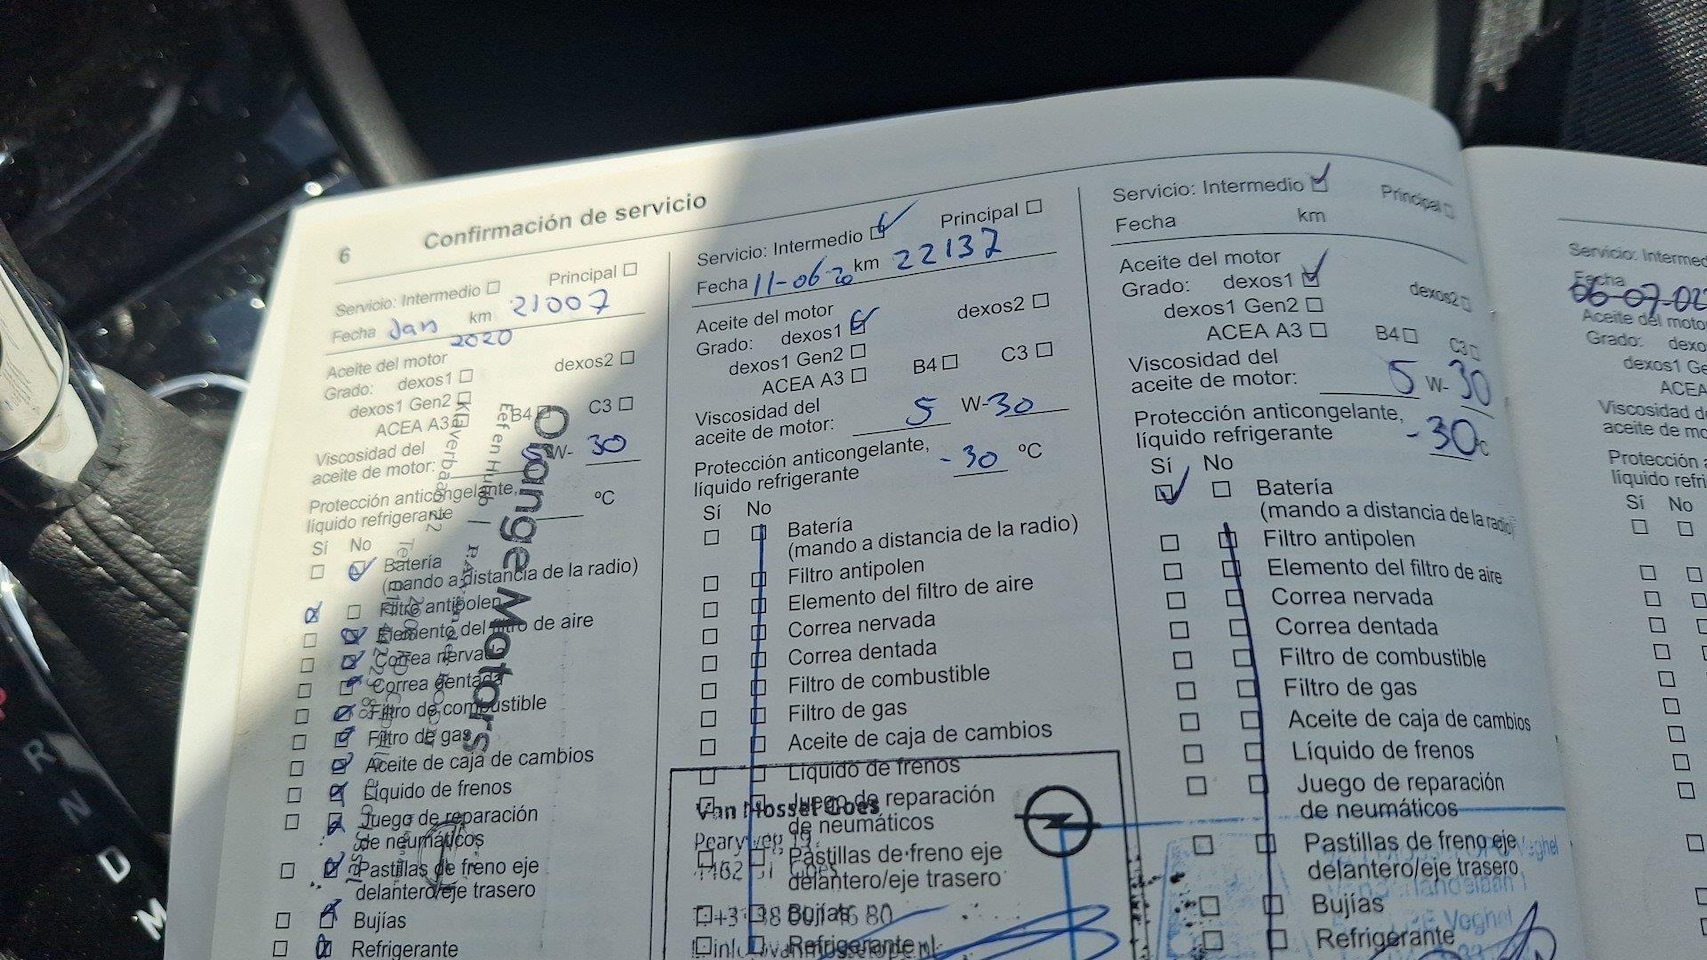 6 Confirmación de servicio
Servicio: Intermedio Principal
Fecha Jan 2020 km 21007
Aceite del motor
Grado: dexos1 dexos2
dexos1 Gen2
ACEA A3 B4 C3
Viscosidad del
aceite de motor: 5 W-30
Protección anticongelante,
líquido refrigerante ºC
Sí No
Batería
(mando a distancia de la radio)
Filtro antipolen
Elemento del filtro de aire
Correa nervada
Correa dentada
Filtro de combustible
Filtro de gas
Aceite de caja de cambios
Líquido de frenos
Juego de reparación
de neumáticos
Pastillas de freno eje
delantero/eje trasero
Bujías
Refrigerante
Orange Motors
Servicio: Intermedio Principal
Fecha 11-06-20 km 22137
Aceite del motor
Grado: dexos1 dexos2
dexos1 Gen2
ACEA A3 B4 C3
Viscosidad del
aceite de motor: 5 W-30
Protección anticongelante,
líquido refrigerante -30 ºC
Sí No
Batería
(mando a distancia de la radio)
Filtro antipolen
Elemento del filtro de aire
Correa nervada
Correa dentada
Filtro de combustible
Filtro de gas
Aceite de caja de cambios
Líquido de frenos
Juego de reparación
de neumáticos
Pastillas de freno eje
delantero/eje trasero
Bujías
Refrigerante
Van Mossel Goes
Servicio: Intermedio Principal
Fecha km
Aceite del motor
Grado: dexos1 dexos2
dexos1 Gen2
ACEA A3 B4 C3
Viscosidad del
aceite de motor: 5 W-30
Protección anticongelante,
líquido refrigerante -30 C
Sí No
Batería
(mando a distancia de la radio)
Filtro antipolen
Elemento del filtro de aire
Correa nervada
Correa dentada
Filtro de combustible
Filtro de gas
Aceite de caja de cambios
Líquido de frenos
Juego de reparación
de neumáticos
Pastillas de freno eje
delantero/eje trasero
Bujías
Refrigerante
Veghel
Servicio: Intermed
Fecha
06-07-02
Aceite del moto
Grado: dexo
dexos1 Ge
ACEA
Viscosidad d
aceite de mo
Protección a
líquido refri
Sí No
R
N
D
M